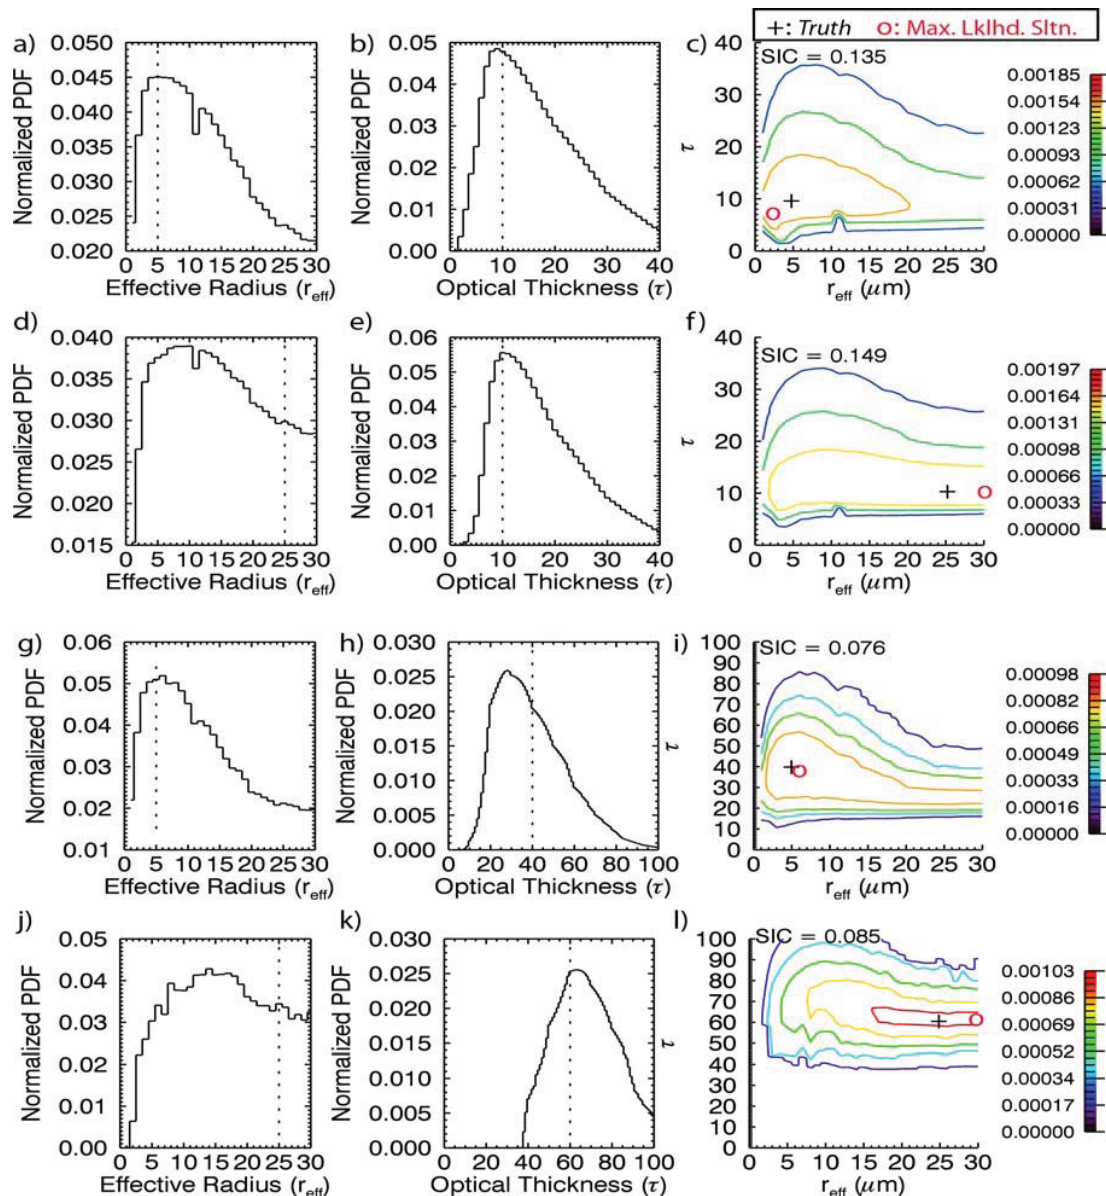 +: Truth o: Max. Lklhd. Sltn.
a) b) c)
Normalized PDF
0.050
0.045
0.040
0.035
0.030
0.025
0.020
0 5 10 15 20 25 30
Effective Radius (r_eff)
Normalized PDF
0.05
0.04
0.03
0.02
0.01
0.00
0 10 20 30 40
Optical Thickness (τ)
SIC = 0.135
τ
40
30
20
10
0
0 5 10 15 20 25 30
r_eff (μm)
0.00185
0.00154
0.00123
0.00093
0.00062
0.00031
0.00000
d) e) f)
Normalized PDF
0.040
0.035
0.030
0.025
0.020
0.015
0 5 10 15 20 25 30
Effective Radius (r_eff)
Normalized PDF
0.06
0.05
0.04
0.03
0.02
0.01
0.00
0 10 20 30 40
Optical Thickness (τ)
SIC = 0.149
τ
40
30
20
10
0
0 5 10 15 20 25 30
r_eff (μm)
0.00197
0.00164
0.00131
0.00098
0.00066
0.00033
0.00000
g) h) i)
Normalized PDF
0.06
0.05
0.04
0.03
0.02
0.01
0 5 10 15 20 25 30
Effective Radius (r_eff)
Normalized PDF
0.030
0.025
0.020
0.015
0.010
0.005
0.000
0 20 40 60 80 100
Optical Thickness (τ)
SIC = 0.076
τ
100
90
80
70
60
50
40
30
20
10
0
0 5 10 15 20 25 30
r_eff (μm)
0.00098
0.00082
0.00066
0.00049
0.00033
0.00016
0.00000
j) k) l)
Normalized PDF
0.05
0.04
0.03
0.02
0.01
0.00
0 5 10 15 20 25 30
Effective Radius (r_eff)
Normalized PDF
0.030
0.025
0.020
0.015
0.010
0.005
0.000
0 20 40 60 80 100
Optical Thickness (τ)
SIC = 0.085
τ
100
90
80
70
60
50
40
30
20
10
0
0 5 10 15 20 25 30
r_eff (μm)
0.00103
0.00086
0.00069
0.00052
0.00034
0.00017
0.00000